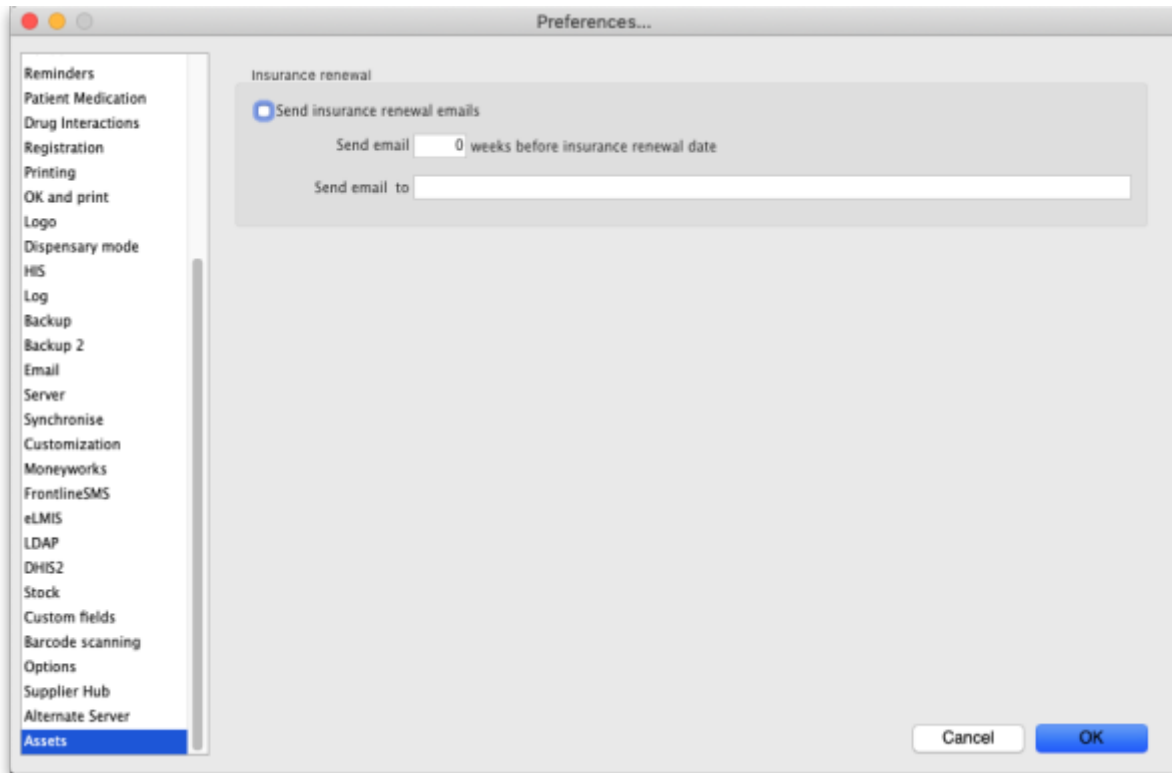 Preferences...
Reminders
Patient Medication
Drug Interactions
Registration
Printing
OK and print
Logo
Dispensary mode
HIS
Log
Backup
Backup 2
Email
Server
Synchronise
Customization
Moneyworks
FrontlineSMS
eLMIS
LDAP
DHIS2
Stock
Custom fields
Barcode scanning
Options
Supplier Hub
Alternate Server
Assets
Insurance renewal
Send insurance renewal emails
Send email 0 weeks before insurance renewal date
Send email to
Cancel OK